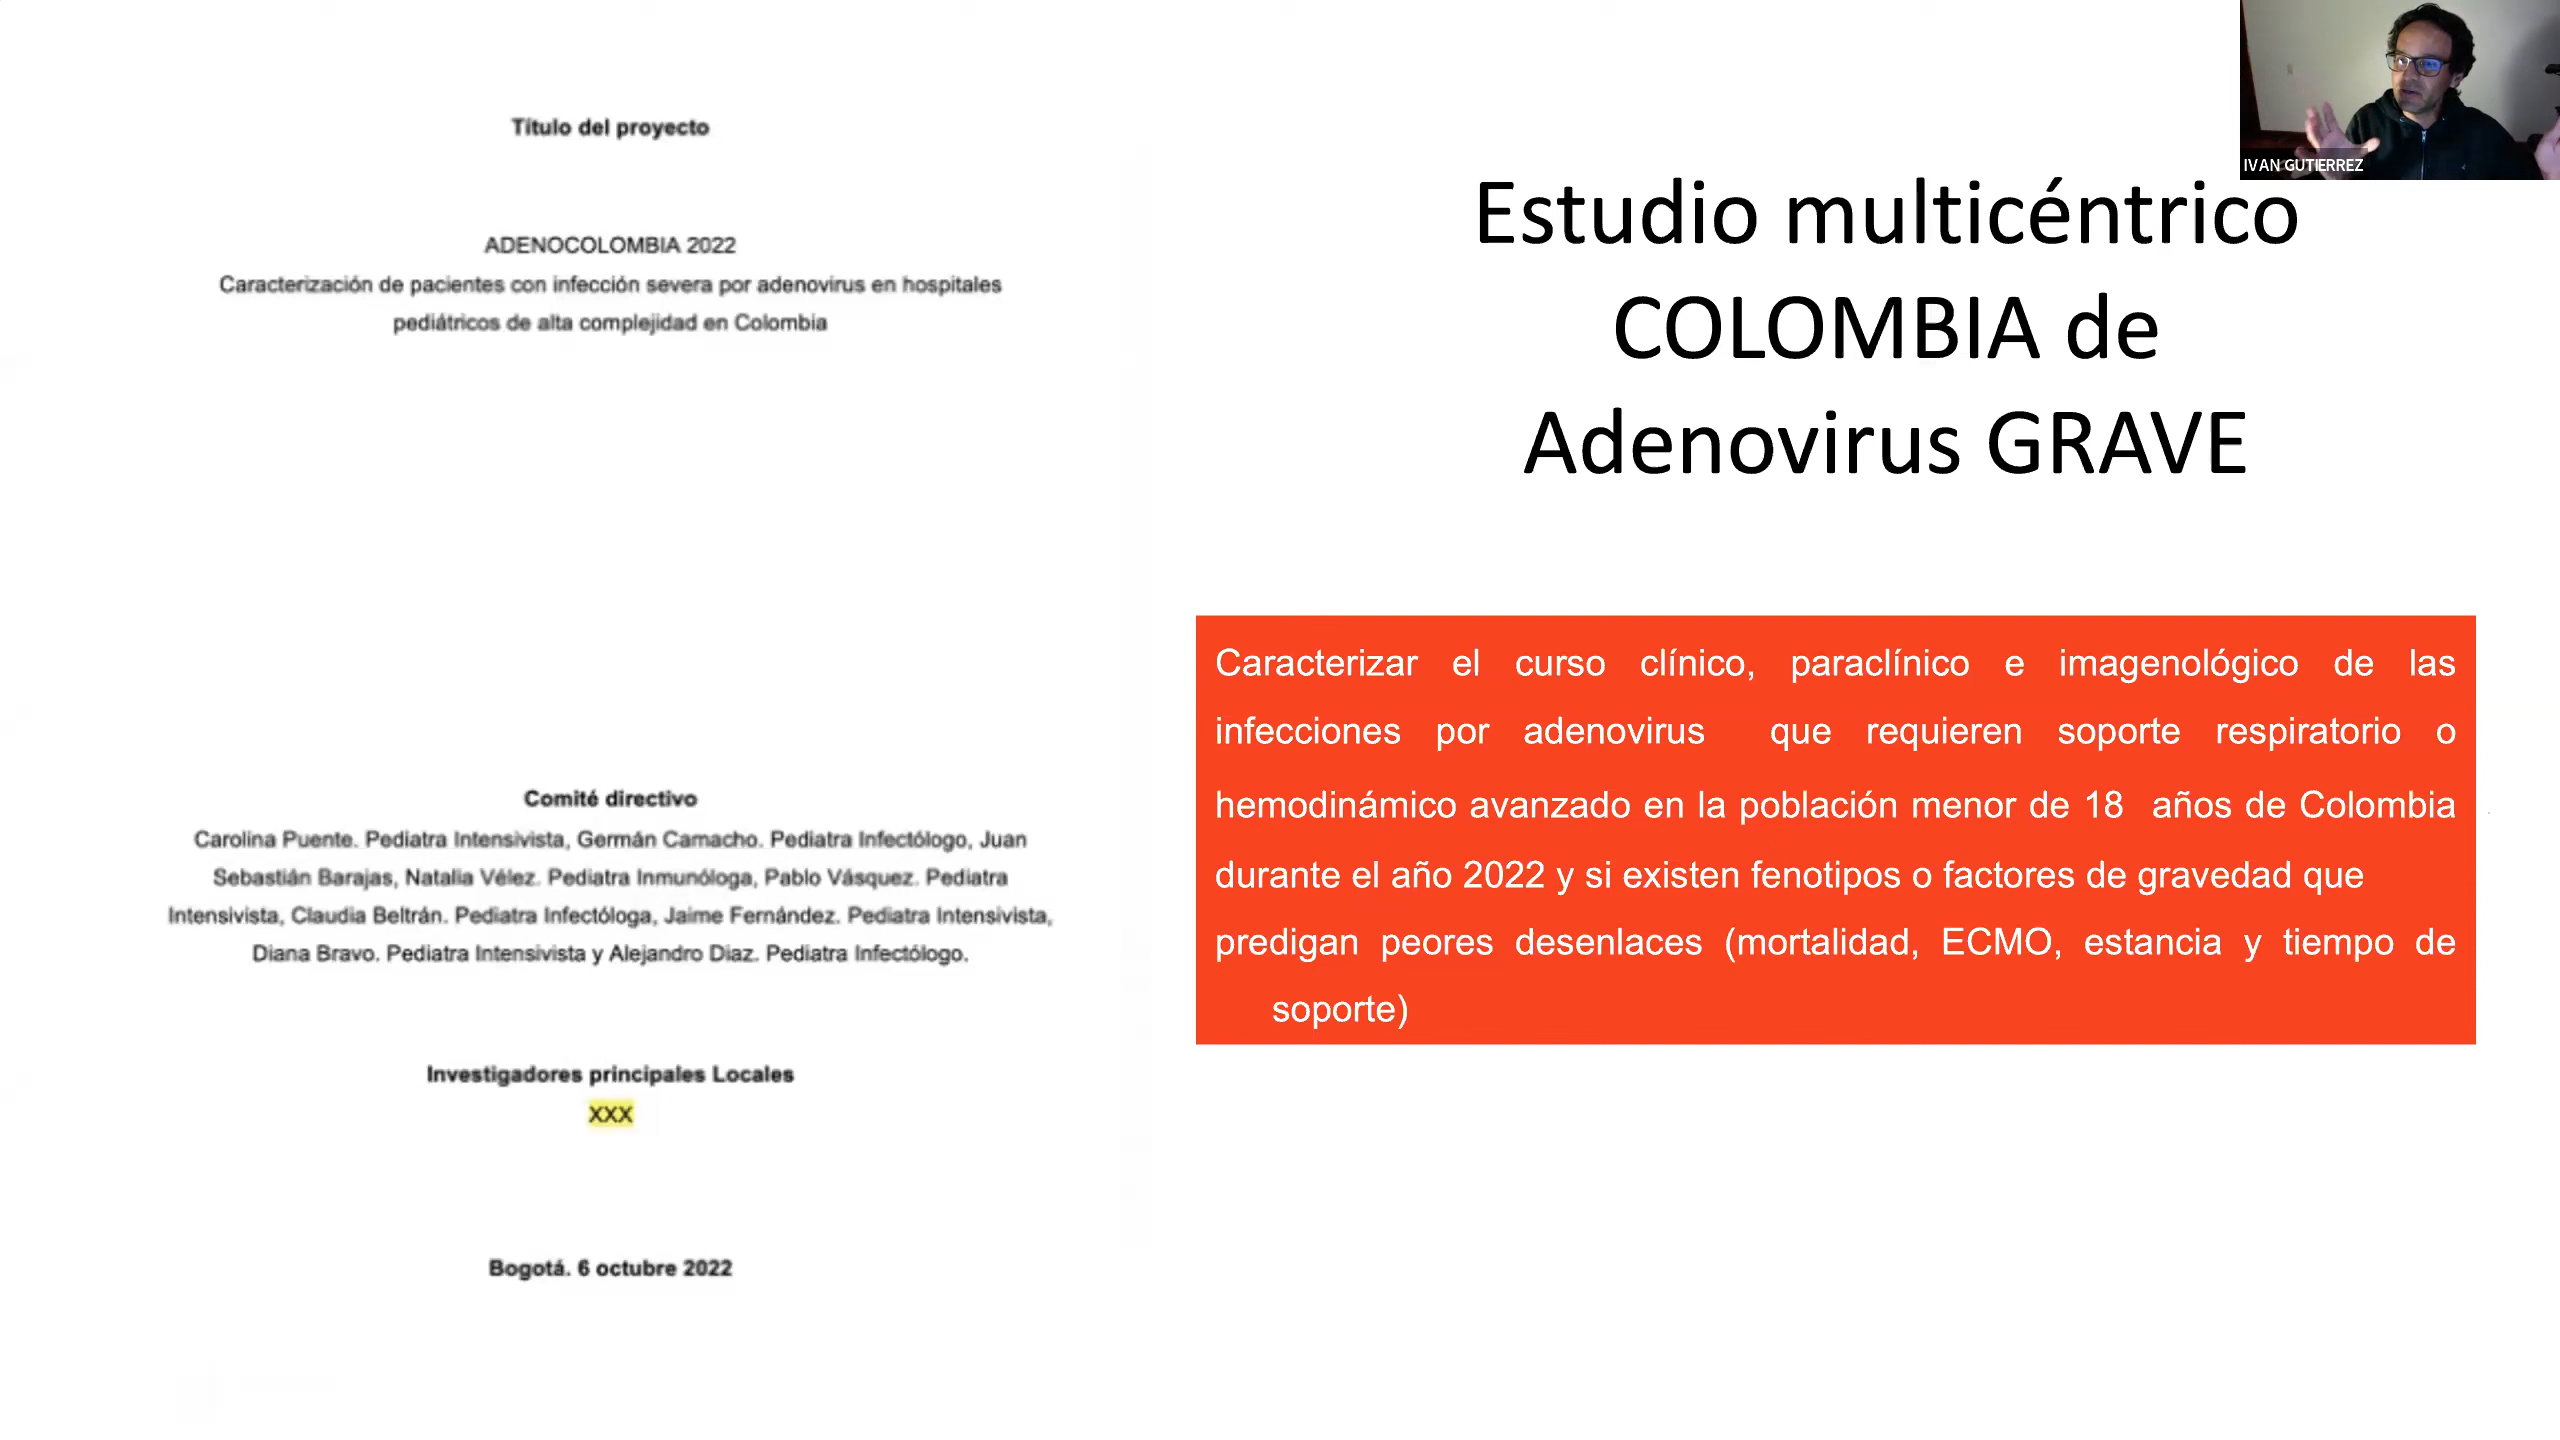 Título del proyecto
ADENOCOLOMBIA 2022
Caracterización de pacientes con infección severa por adenovirus en hospitales
pediátricos de alta complejidad en Colombia
Comité directivo
Carolina Puente. Pediatra Intensivista, Germán Camacho. Pediatra Infectólogo, Juan
Sebastián Barajas, Natalia Vélez. Pediatra Inmunóloga, Pablo Vásquez. Pediatra
Intensivista, Claudia Beltrán. Pediatra Infectóloga, Jaime Fernández. Pediatra Intensivista,
Diana Bravo. Pediatra Intensivista y Alejandro Diaz. Pediatra Infectólogo.
Investigadores principales Locales
XXX
Bogotá. 6 octubre 2022
IVAN GUTIERREZ
Estudio multicéntrico
COLOMBIA de
Adenovirus GRAVE
Caracterizar el curso clínico, paraclínico e imagenológico de las
infecciones por adenovirus que requieren soporte respiratorio o
hemodinámico avanzado en la población menor de 18 años de Colombia
durante el año 2022 y si existen fenotipos o factores de gravedad que
predigan peores desenlaces (mortalidad, ECMO, estancia y tiempo de
soporte)